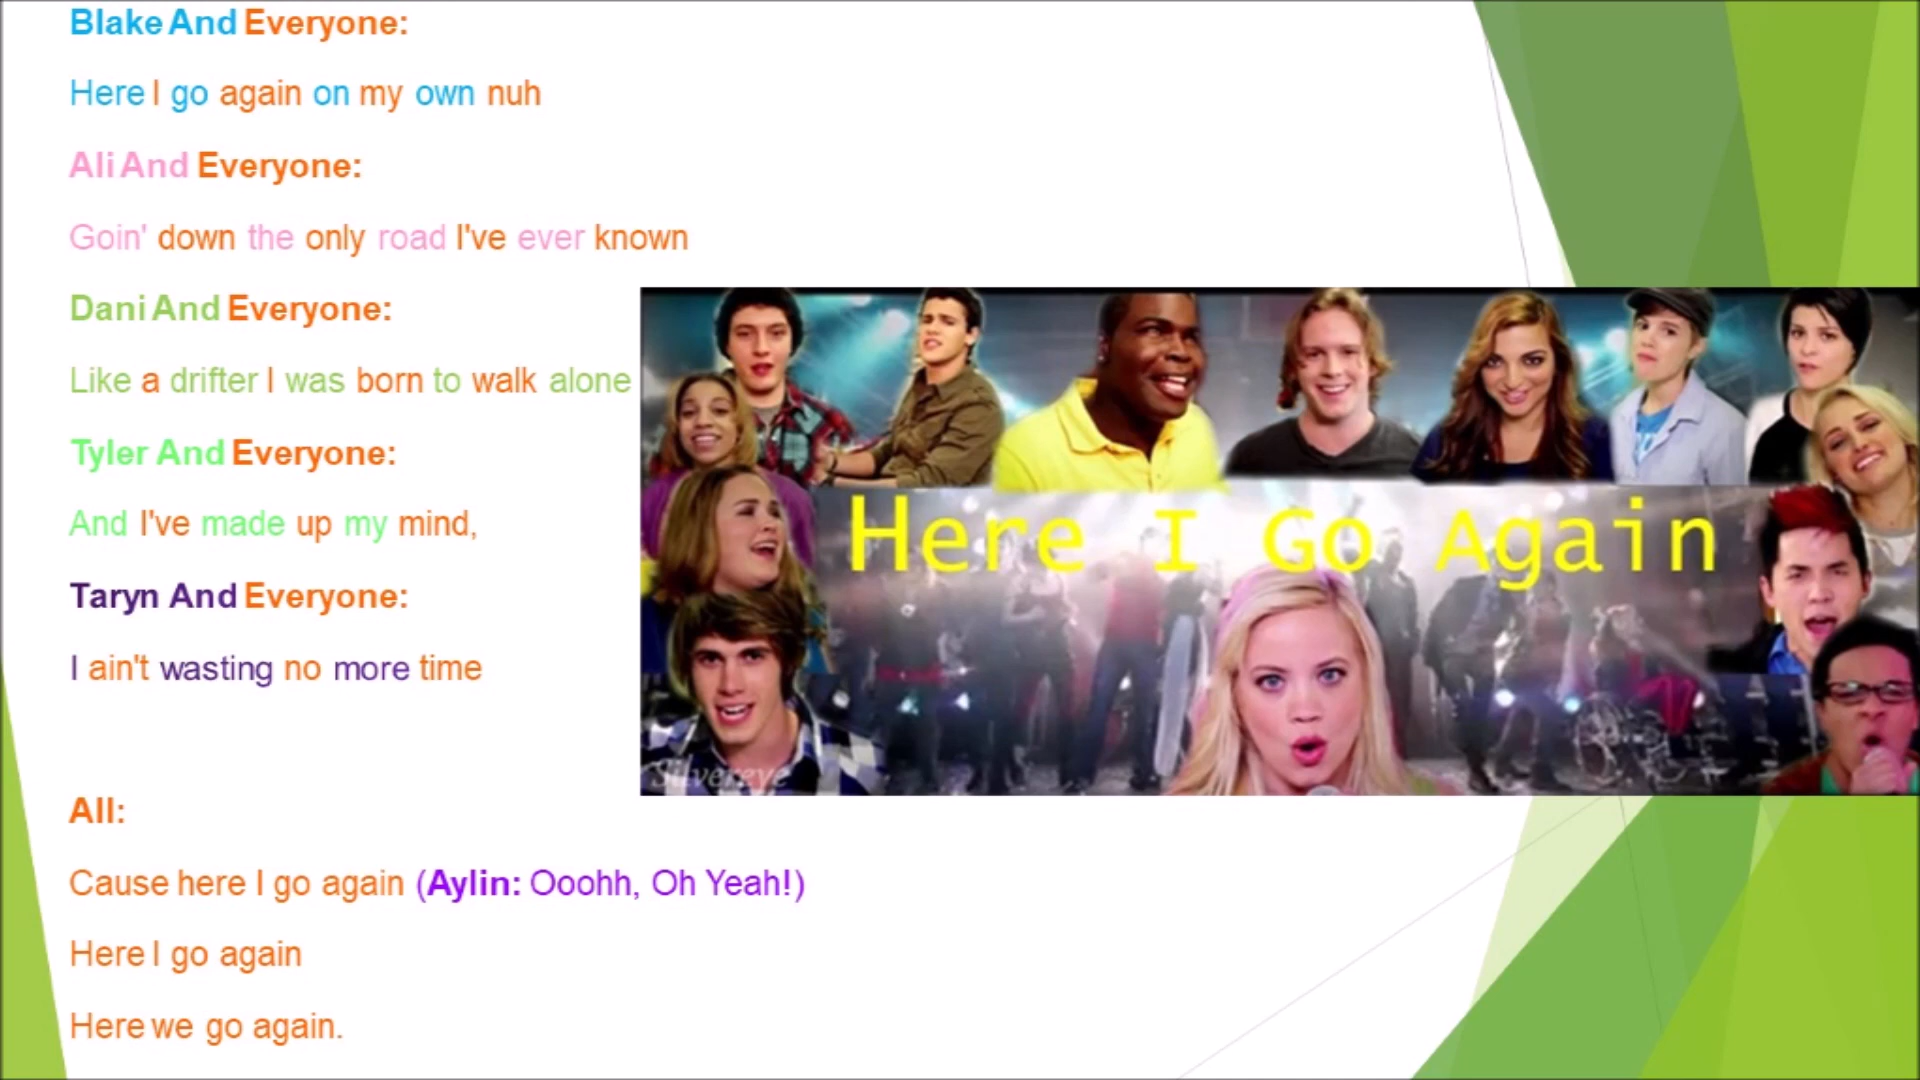 Blake And Everyone:
Here I go again on my own nuh
Ali And Everyone:
Goin' down the only road I've ever known
Dani And Everyone:
Like a drifter I was born to walk alone
Tyler And Everyone:
And I've made up my mind,
Taryn And Everyone:
I ain't wasting no more time
All:
Cause here I go again (Aylin: Ooohh, Oh Yeah!)
Here I go again
Here we go again.
Here I Go Again
Silvereye